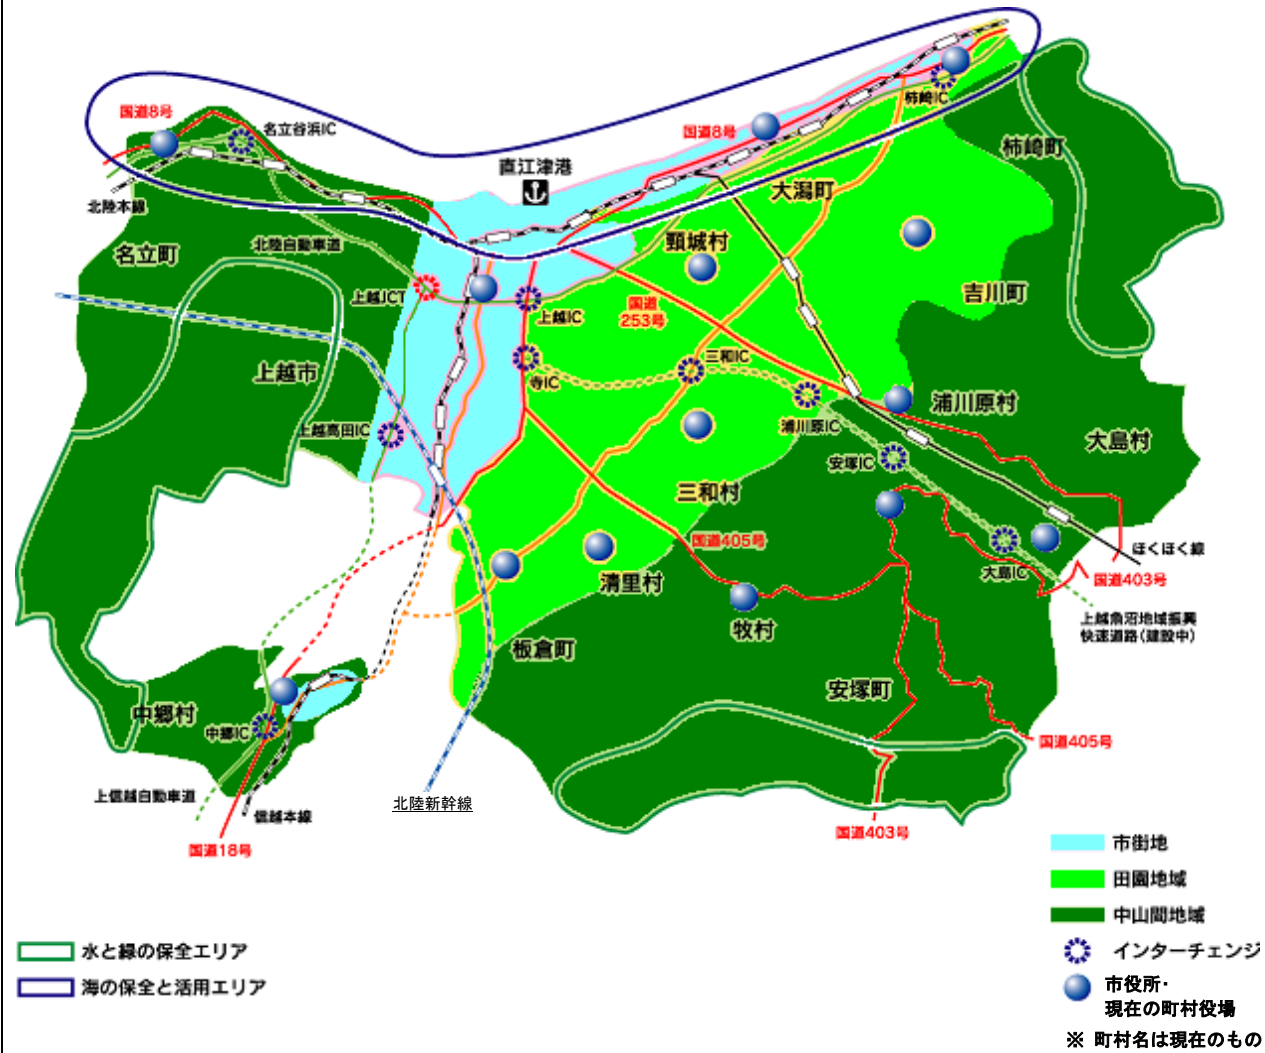 国道8号
名立谷浜IC
北陸本線
名立町
北陸自動車道
直江津港
国道8号
柿崎IC
柿崎町
大潟町
頸城村
吉川町
上越JCT
上越IC
国道
253号
上越市
寺IC
三和IC
上越高田IC
浦川原IC
浦川原村
大島村
安塚IC
三和村
国道405号
大島IC
ほくほく線
国道403号
清里村
上越魚沼地域振興
快速道路(建設中)
牧村
板倉町
安塚町
中郷村
中郷IC
国道405号
上信越自動車道
信越本線
北陸新幹線
国道18号
国道403号
市街地
田園地域
中山間地域
インターチェンジ
市役所・
現在の町村役場
※ 町村名は現在のもの
水と緑の保全エリア
海の保全と活用エリア